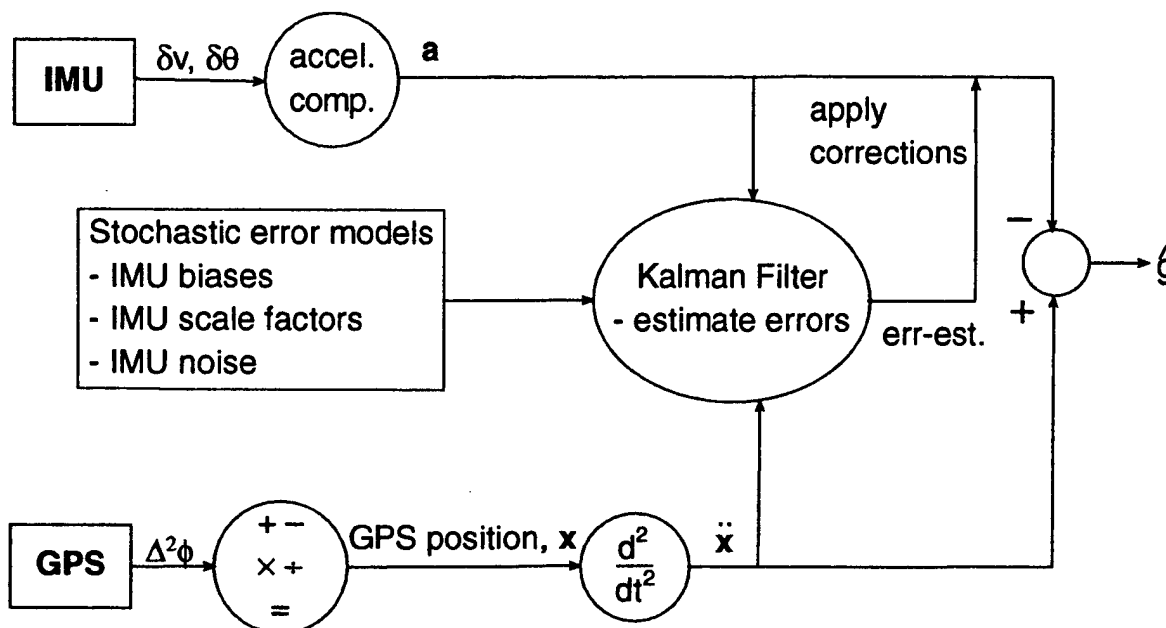 IMU
δv, δθ
accel.
comp.
a
apply
corrections
Stochastic error models
- IMU biases
- IMU scale factors
- IMU noise
Kalman Filter
- estimate errors
err-est.
−
+
ĝ
GPS
Δ²ϕ
+ −
× ÷
=
GPS position, x
d²
dt²
ẍ